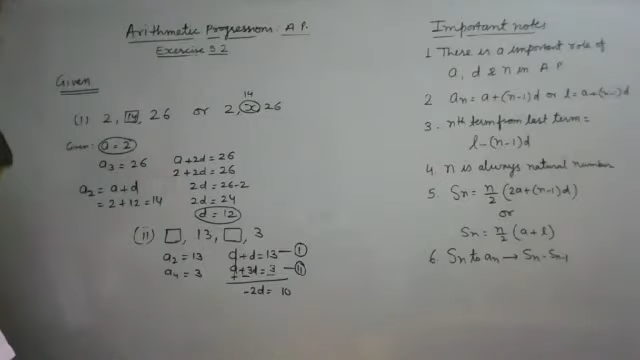 Arithmetic Progressions: A.P.
Exercise 5.2
Given
(i) 2, 14, 26 or 2, x, 26
14
Given: a = 2
a3 = 26
a + 2d = 26
2 + 2d = 26
a2 = a + d
2d = 26 - 2
= 2 + 12 = 14
2d = 24
d = 12
(ii) □, 13, □, 3
a2 = 13
a + d = 13 — I
a4 = 3
a + 3d = 3 — II
-2d = 10
Important notes
1. There is a important role of
a, d & n in A.P
2. an = a + (n-1)d or l = a + (n-1)d
3. nth term from last term =
l - (n-1)d
4. n is always natural number
5. Sn = n/2 (2a + (n-1)d)
or
Sn = n/2 (a + l)
6. Sn to an → Sn - Sn-1